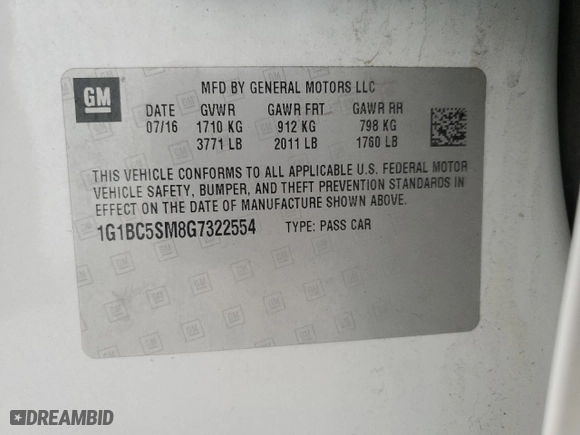 GM
MFD BY GENERAL MOTORS LLC
DATE GVWR GAWR FRT GAWR RR
07/16 1710 KG 912 KG 798 KG
3771 LB 2011 LB 1760 LB
THIS VEHICLE CONFORMS TO ALL APPLICABLE U.S. FEDERAL MOTOR
VEHICLE SAFETY, BUMPER, AND THEFT PREVENTION STANDARDS IN
EFFECT ON THE DATE OF MANUFACTURE SHOWN ABOVE.
1G1BC5SM8G7322554 TYPE: PASS CAR
DREAMBID